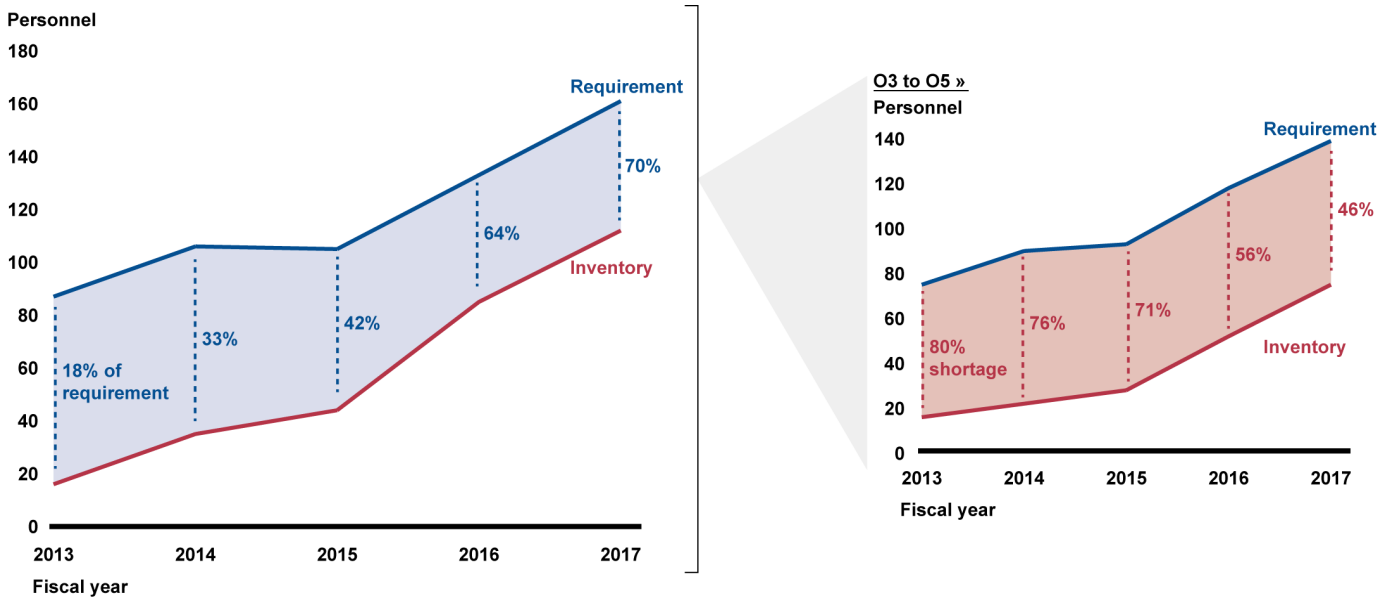 Personnel
180
160
140
120
100
80
60
40
20
0
Requirement
70%
64%
42%
33%
18% of
requirement
Inventory
2013 2014 2015 2016 2017
Fiscal year
O3 to O5 »
Personnel
140
120
100
80
60
40
20
0
Requirement
46%
56%
71%
76%
80%
shortage
Inventory
2013 2014 2015 2016 2017
Fiscal year